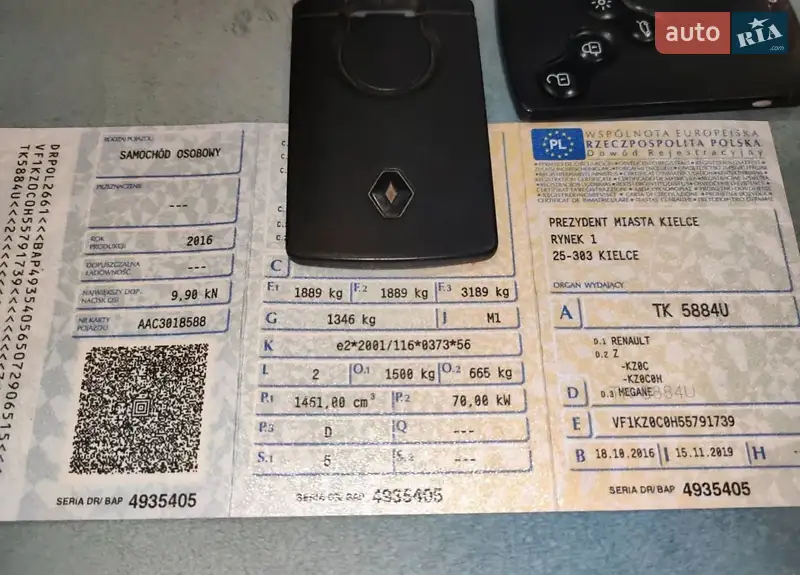 auto RIA .com
DRPOL2661<<BAP4935405650729065I5<<
VF1KZ0C0H55791739<<<<<<<<<<
TK5884U<<<2<<<<<<<<<<<<
RODZAJ POJAZDU
SAMOCHÓD OSOBOWY
PRZEZNACZENIE
---
ROK PRODUKCJI 2016
DOPUSZCZALNA ŁADOWNOŚĆ ---
NAJWIĘKSZY DOP. NACISK OSI 9,90 kN
NR KARTY POJAZDU AAC3018588
SERIA DR/BAP 4935405
C.
C.
C.
C
F.1 1889 kg F.2 1889 kg F.3 3189 kg
G 1346 kg J M1
K e2*2001/116*0373*56
L 2 O.1 1500 kg O.2 665 kg
P.1 1461,00 cm³ P.2 70,00 kW
P.3 D Q ---
S.1 5 S.2 ---
SERIA DR/BAP 4935405
PL
WSPÓLNOTA EUROPEJSKA
RZECZPOSPOLITA POLSKA
Dowód Rejestracyjny
PREZYDENT MIASTA KIELCE
RYNEK 1
25-303 KIELCE
ORGAN WYDAJĄCY
A TK 5884U
D.1 RENAULT
D.2 Z
-KZ0C
-KZ0C0H
D D.3 MEGANE
E VF1KZ0C0H55791739
B 18.10.2016 I 15.11.2019 H --
SERIA DR/BAP 4935405